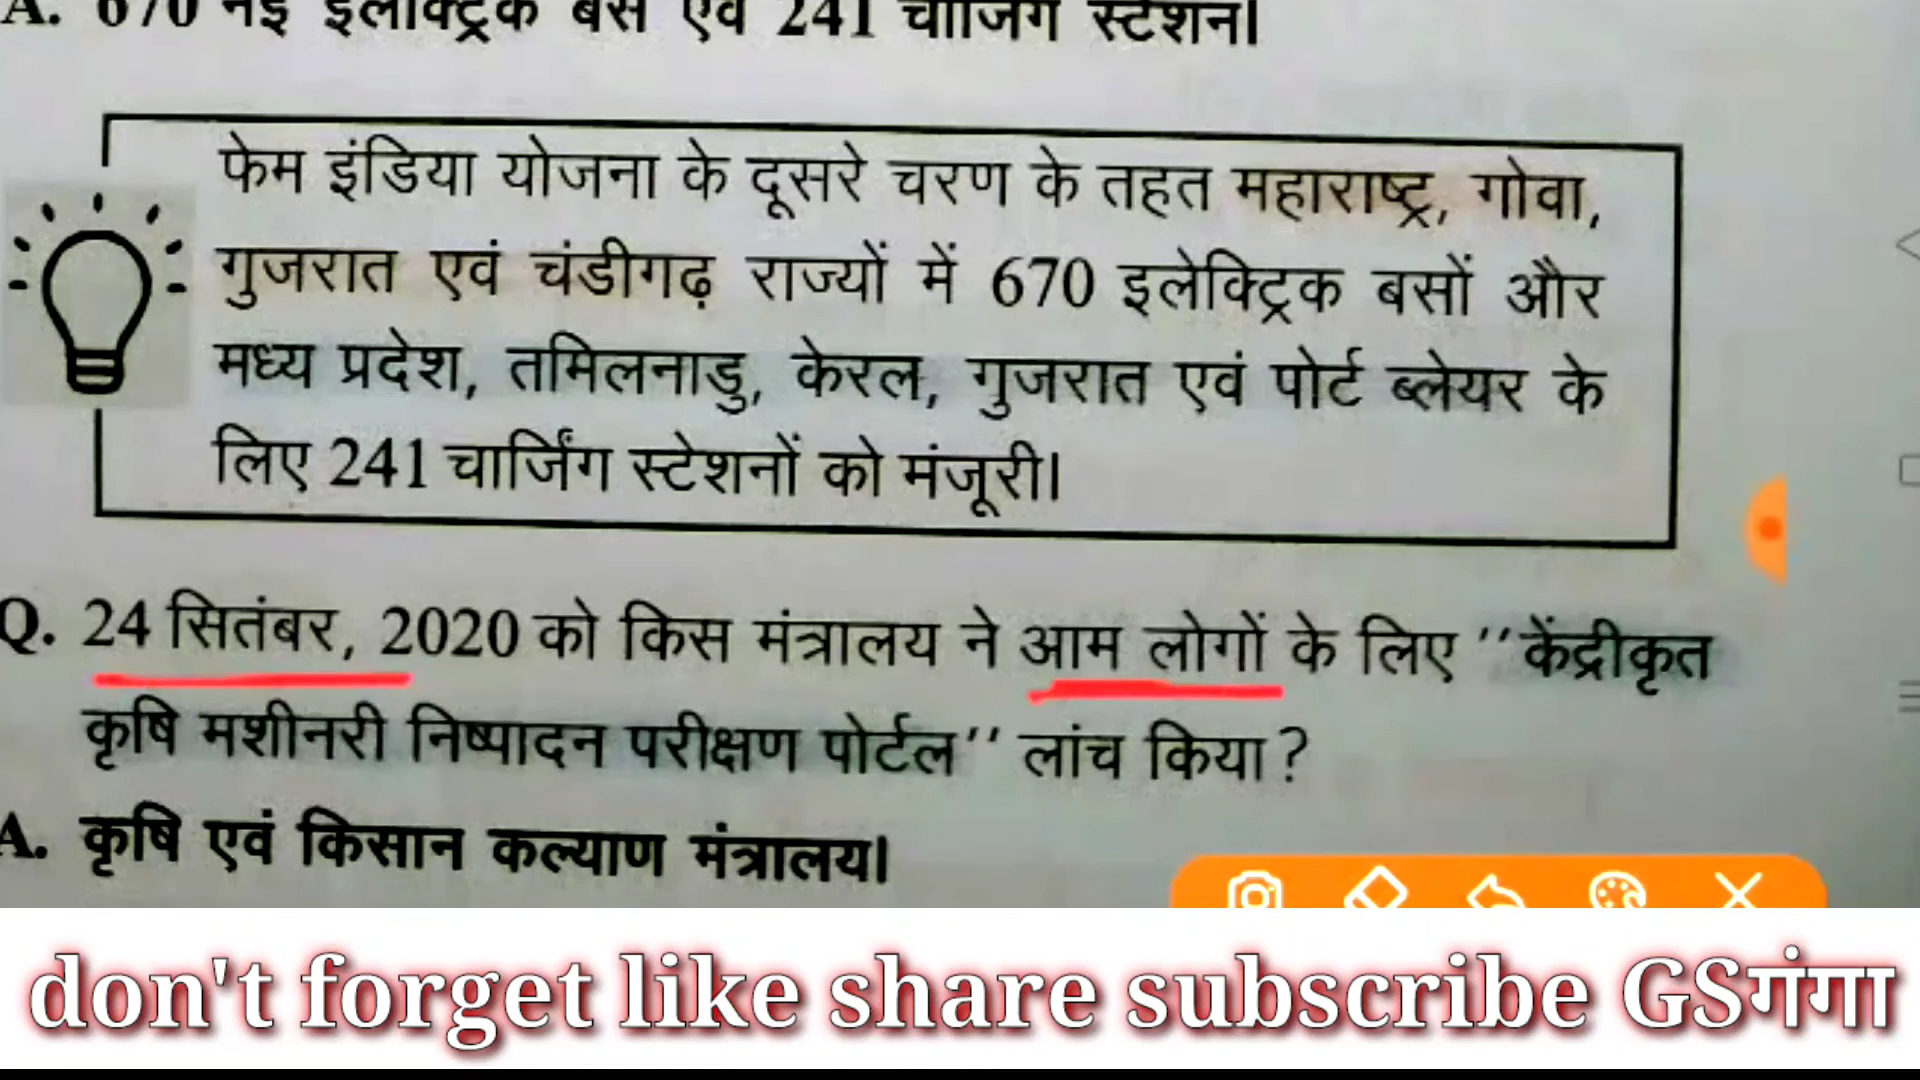 A. 670 नई इलेक्ट्रिक बसें एवं 241 चार्जिंग स्टेशन।
फेम इंडिया योजना के दूसरे चरण के तहत महाराष्ट्र, गोवा,
गुजरात एवं चंडीगढ़ राज्यों में 670 इलेक्ट्रिक बसों और
मध्य प्रदेश, तमिलनाडु, केरल, गुजरात एवं पोर्ट ब्लेयर के
लिए 241 चार्जिंग स्टेशनों को मंजूरी।
Q. 24 सितंबर, 2020 को किस मंत्रालय ने आम लोगों के लिए ''केंद्रीकृत
कृषि मशीनरी निष्पादन परीक्षण पोर्टल'' लांच किया?
A. कृषि एवं किसान कल्याण मंत्रालय।
don't forget like share subscribe GSगंगा